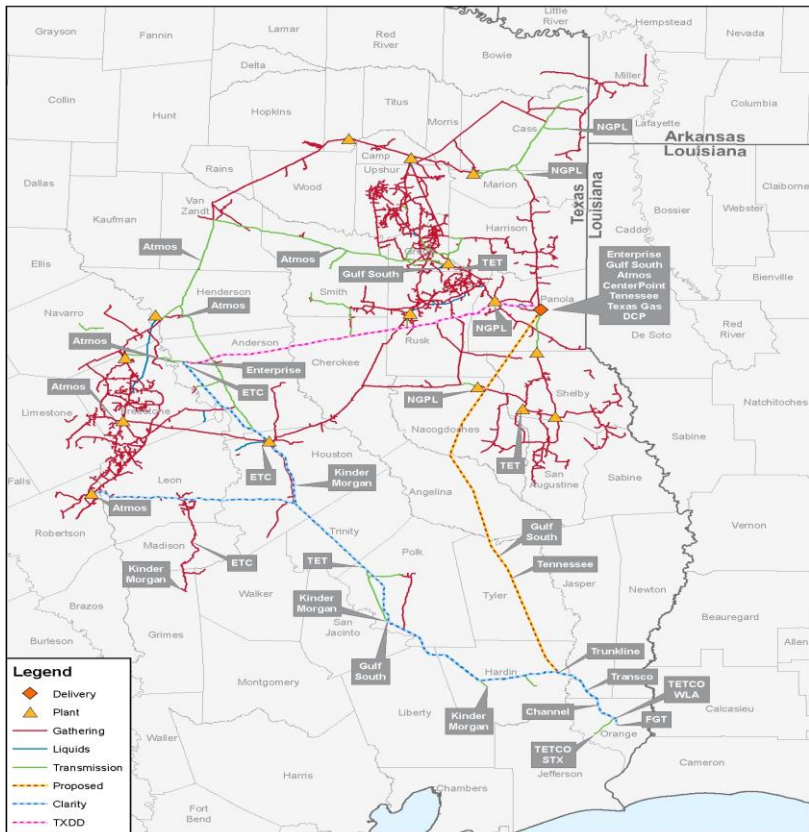 Little
River
Grayson
Fannin
Lamar
Red
River
Hempstead
Nevada
Bowie
Delta
Miller
Titus
Collin
Hunt
Hopkins
Morris
Columbia
Cass
NGPL
Lafayette
Arkansas
Louisiana
Camp
Rains
Wood
Upshur
NGPL
Marion
Dallas
Van
Zandt
Texas
Louisiana
Claiborne
Kaufman
Bossier
Webster
Harrison
Caddo
Ellis
Atmos
Atmos
Gulf South
TET
Enterprise
Gulf South
Atmos
CenterPoint
Tenessee
Texas Gas
DCP
Bienville
Henderson
Smith
Panola
Navarro
Atmos
NGPL
Red
River
Atmos
Anderson
Rusk
De Soto
Enterprise
Cherokee
ETC
Atmos
NGPL
Shelby
Natchitoches
Limestone
Freestone
Nacogdoches
Sabine
TET
San
Augustine
Houston
ETC
Kinder
Morgan
Sabine
Falls
Leon
Angelina
Atmos
Robertson
Trinity
Vernon
Gulf
South
Madison
ETC
TET
Polk
Tennessee
Kinder
Morgan
Jasper
Newton
Walker
Kinder
Morgan
Tyler
Brazos
San
Jacinto
Beauregard
Burleson
Grimes
Gulf
South
Allen
Trunkline
Legend
Delivery
Plant
Gathering
Liquids
Transmission
Proposed
Clarity
TXDD
Hardin
Transco
TETCO
WLA
Montgomery
Liberty
Kinder
Morgan
Channel
FGT
Calcasieu
Orange
TETCO
STX
Waller
Harris
Jefferson
Cameron
Chambers
Fort
Bend